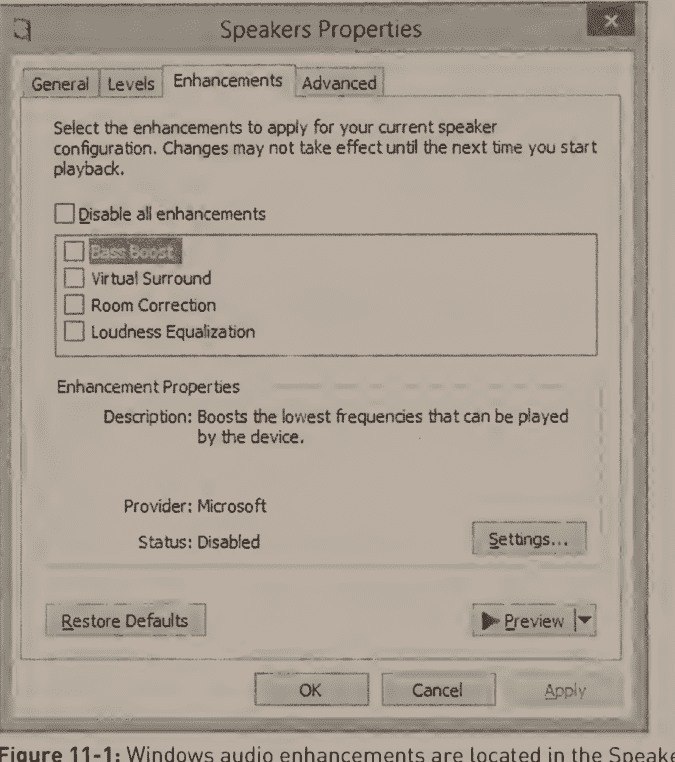 Speakers Properties
General Levels Enhancements Advanced
Select the enhancements to apply for your current speaker
configuration. Changes may not take effect until the next time you start
playback.
Disable all enhancements
Bass Boost
Virtual Surround
Room Correction
Loudness Equalization
Enhancement Properties
Description: Boosts the lowest frequencies that can be played
by the device.
Provider: Microsoft
Status: Disabled
Settings...
Restore Defaults
Preview
OK Cancel Apply
Figure 11-1: Windows audio enhancements are located in the Speake